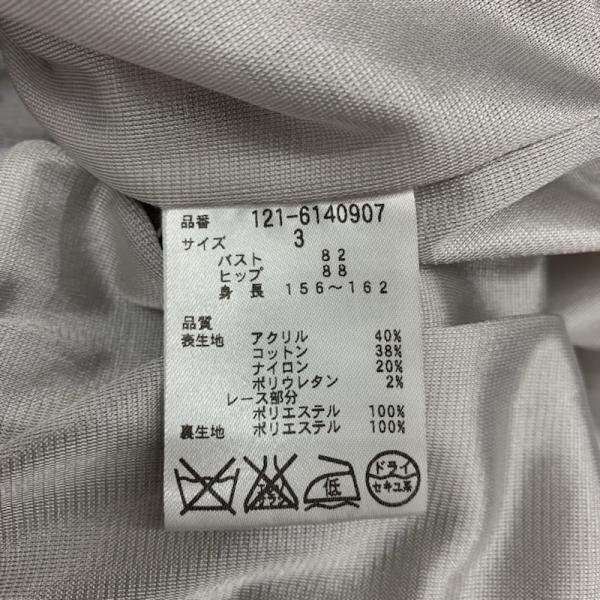 品番 121-6140907
サイズ 3
バスト 82
ヒップ 88
身長 156～162
品質
表生地 アクリル 40%
コットン 38%
ナイロン 20%
ポリウレタン 2%
レース部分
ポリエステル 100%
裏生地 ポリエステル 100%
低
ドライ
セキユ系